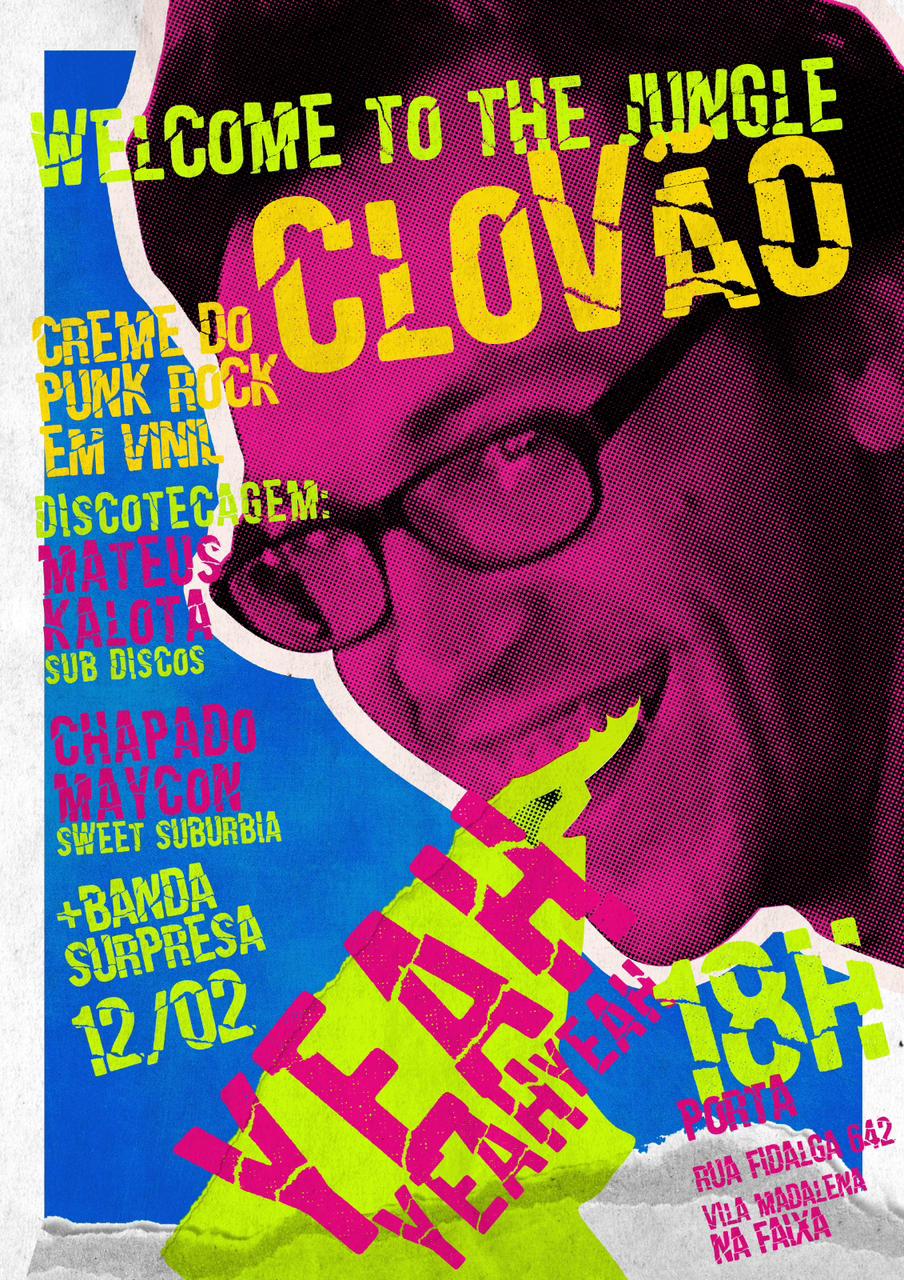 WELCOME TO THE JUNGLE
CLOVÃO
CREME DO
PUNK ROCK
EM VINIL
DISCOTECAGEM:
MATEUS
KALOTA
SUB DISCOS
CHAPADO
MAYCON
SWEET SUBURBIA
+BANDA
SURPRESA
12/02
YEAH
YEAH
YEAH
YEAH
18H
PORTA
RUA FIDALGA 642
VILA MADALENA
NA FAIXA